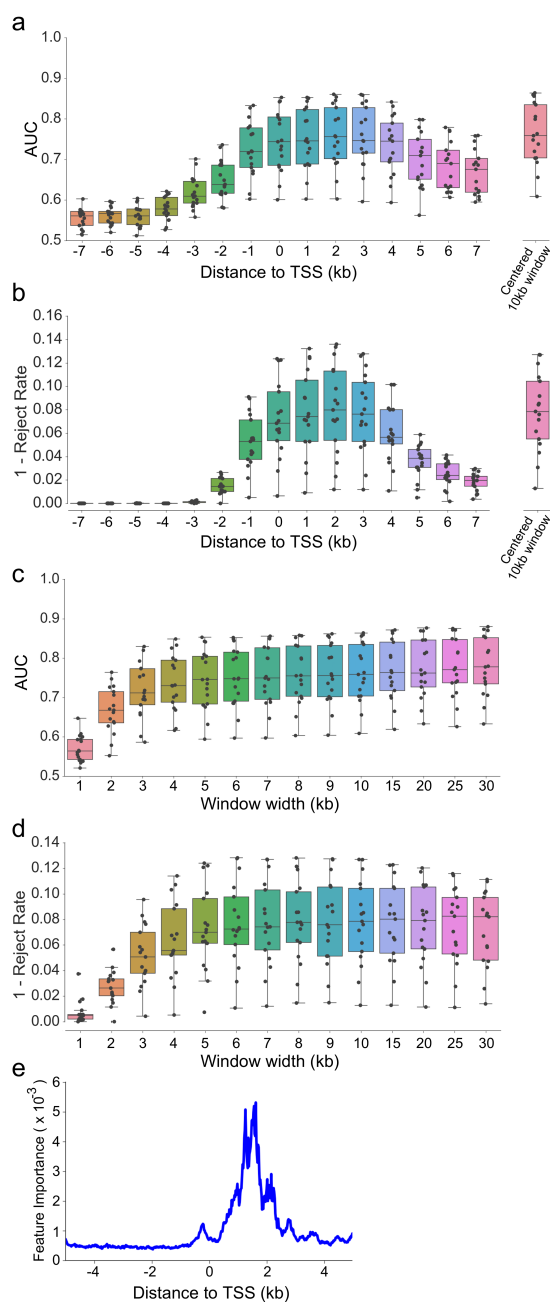 a
1.0
0.9
0.8
0.7
0.6
0.5
AUC
-7 -6 -5 -4 -3 -2 -1 0 1 2 3 4 5 6 7
Distance to TSS (kb)
Centered
10kb window
b
0.16
0.14
0.12
0.10
0.08
0.06
0.04
0.02
0.00
1 - Reject Rate
-7 -6 -5 -4 -3 -2 -1 0 1 2 3 4 5 6 7
Distance to TSS (kb)
Centered
10kb window
c
1.0
0.9
0.8
0.7
0.6
0.5
AUC
1 2 3 4 5 6 7 8 9 10 15 20 25 30
Window width (kb)
d
0.14
0.12
0.10
0.08
0.06
0.04
0.02
0.00
1 - Reject Rate
1 2 3 4 5 6 7 8 9 10 15 20 25 30
Window width (kb)
e
6
5
4
3
2
1
0
Feature Importance ( x 10⁻³)
-4 -2 0 2 4
Distance to TSS (kb)